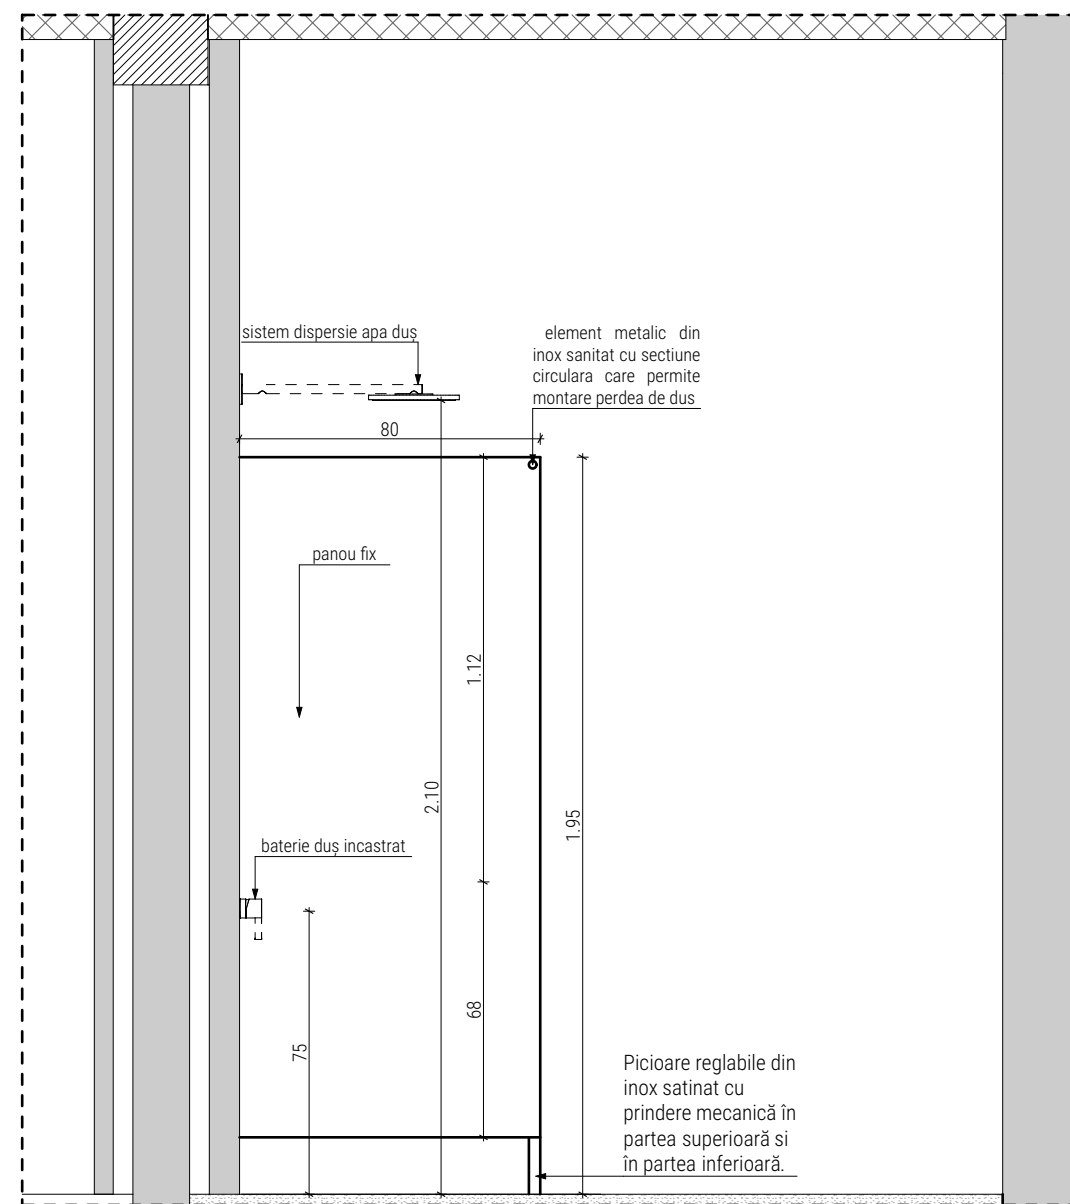 sistem dispersie apa duș
element metalic din
inox sanitat cu sectiune
circulara care permite
montare perdea de dus
80
panou fix
1.12
2.10
1.95
baterie duș incastrat
68
75
Picioare reglabile din
inox satinat cu
prindere mecanică în
partea superioară si
în partea inferioară.